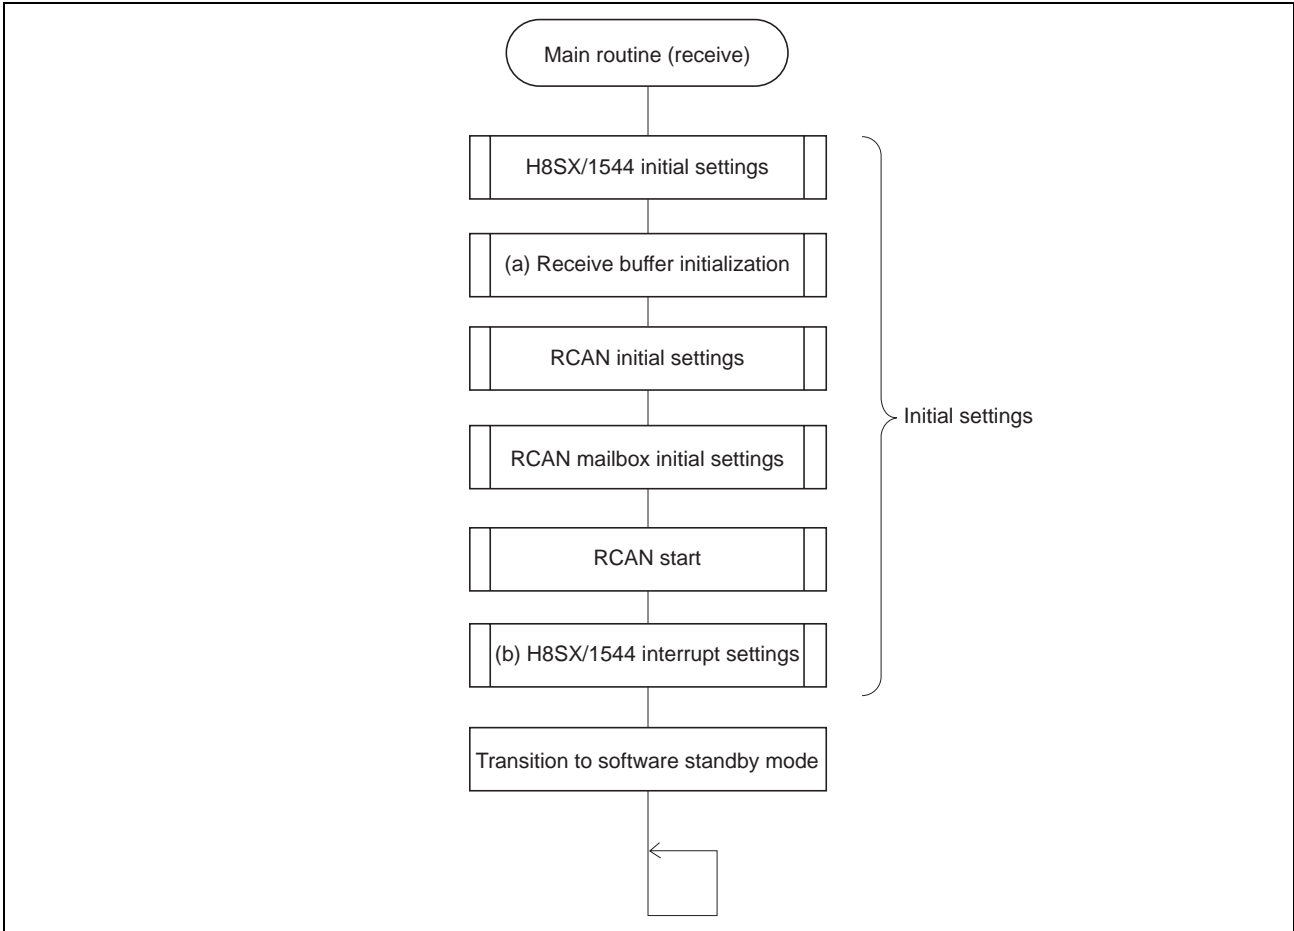 Main routine (receive)
H8SX/1544 initial settings
(a) Receive buffer initialization
RCAN initial settings
RCAN mailbox initial settings
RCAN start
(b) H8SX/1544 interrupt settings
Initial settings
Transition to software standby mode